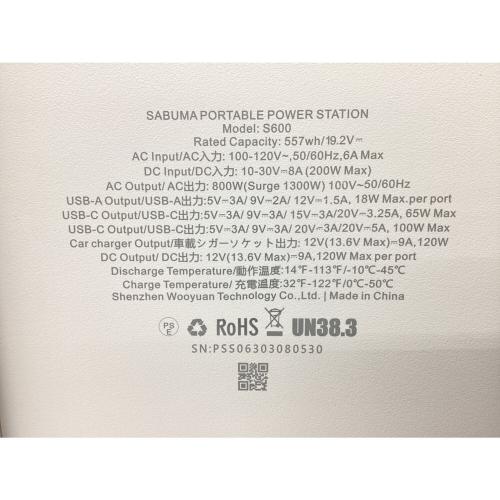 SABUMA PORTABLE POWER STATION
Model: S600
Rated Capacity: 557wh/19.2V⎓
AC Input/AC入力: 100-120V~,50/60Hz,6A Max
DC Input/DC入力: 10-30V⎓8A (200W Max)
AC Output/ AC出力: 800W(Surge 1300W) 100V~50/60Hz
USB-A Output/USB-A出力:5V⎓3A/ 9V⎓2A/ 12V⎓1.5A, 18W Max.per port
USB-C Output/USB-C出力:5V⎓3A/ 9V⎓3A/ 15V⎓3A/20V⎓3.25A, 65W Max
USB-C Output/USB-C出力:5V⎓3A/ 9V⎓3A/ 20V⎓3A/20V⎓5A, 100W Max
Car charger Output/車載シガーソケット出力: 12V(13.6V Max)⎓9A,120W
DC Output/ DC出力: 12V(13.6V Max)⎓9A,120W Max per port
Discharge Temperature/動作温度:14℉-113℉/-10℃-45℃
Charge Temperature/ 充電温度:32℉-122℉/0℃-50℃
Shenzhen Wooyuan Technology Co.,Ltd. | Made in China
PS E RoHS UN38.3
SN:PSS06303080530